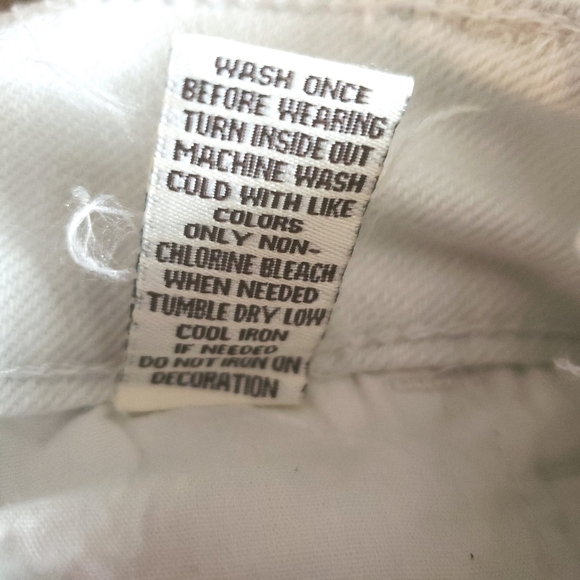 WASH ONCE
BEFORE WEARING
TURN INSIDE OUT
MACHINE WASH
COLD WITH LIKE
COLORS
ONLY NON-
CHLORINE BLEACH
WHEN NEEDED
TUMBLE DRY LOW
COOL IRON
IF NEEDED
DO NOT IRON ON
DECORATION